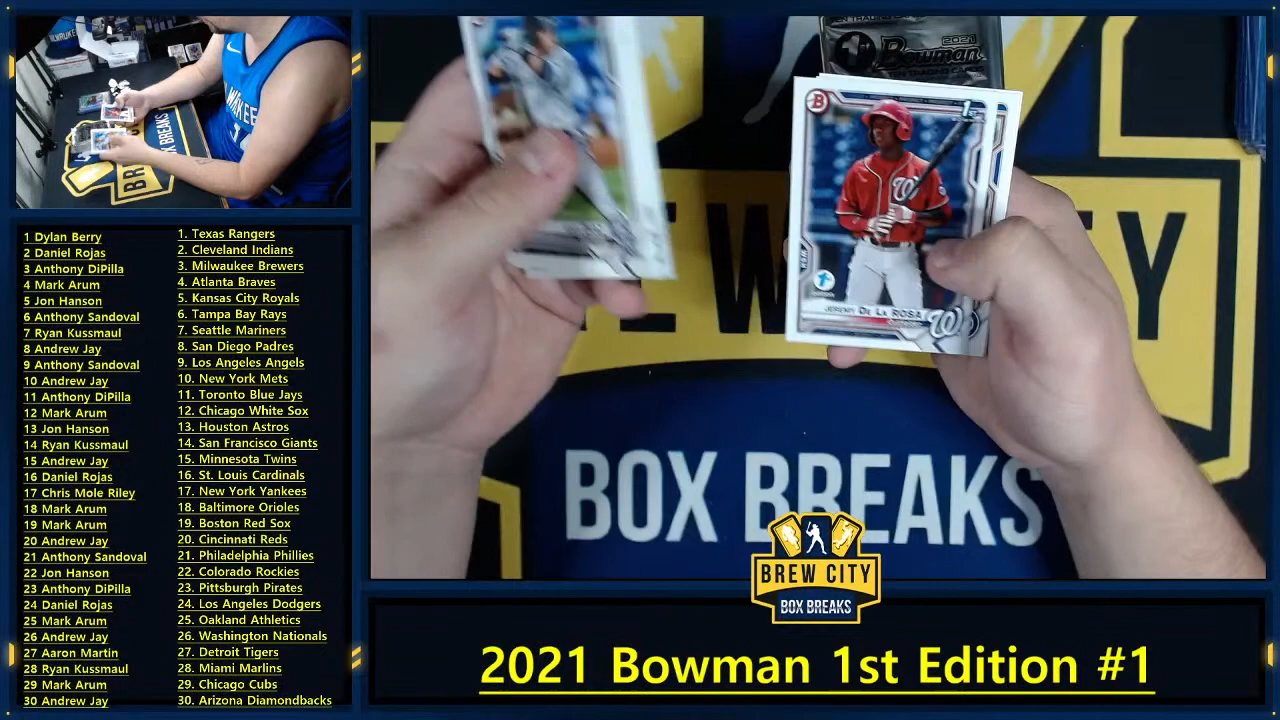 1 Dylan Berry
2 Daniel Rojas
3 Anthony DiPilla
4 Mark Arum
5 Jon Hanson
6 Anthony Sandoval
7 Ryan Kussmaul
8 Andrew Jay
9 Anthony Sandoval
10 Andrew Jay
11 Anthony DiPilla
12 Mark Arum
13 Jon Hanson
14 Ryan Kussmaul
15 Andrew Jay
16 Daniel Rojas
17 Chris Mole Riley
18 Mark Arum
19 Mark Arum
20 Andrew Jay
21 Anthony Sandoval
22 Jon Hanson
23 Anthony DiPilla
24 Daniel Rojas
25 Mark Arum
26 Andrew Jay
27 Aaron Martin
28 Ryan Kussmaul
29 Mark Arum
30 Andrew Jay
1. Texas Rangers
2. Cleveland Indians
3. Milwaukee Brewers
4. Atlanta Braves
5. Kansas City Royals
6. Tampa Bay Rays
7. Seattle Mariners
8. San Diego Padres
9. Los Angeles Angels
10. New York Mets
11. Toronto Blue Jays
12. Chicago White Sox
13. Houston Astros
14. San Francisco Giants
15. Minnesota Twins
16. St. Louis Cardinals
17. New York Yankees
18. Baltimore Orioles
19. Boston Red Sox
20. Cincinnati Reds
21. Philadelphia Phillies
22. Colorado Rockies
23. Pittsburgh Pirates
24. Los Angeles Dodgers
25. Oakland Athletics
26. Washington Nationals
27. Detroit Tigers
28. Miami Marlins
29. Chicago Cubs
30. Arizona Diamondbacks
2021
Bowman
1st
JEREMY DE LA ROSA
BOX BREAKS
BREW CITY
BOX BREAKS
2021 Bowman 1st Edition #1